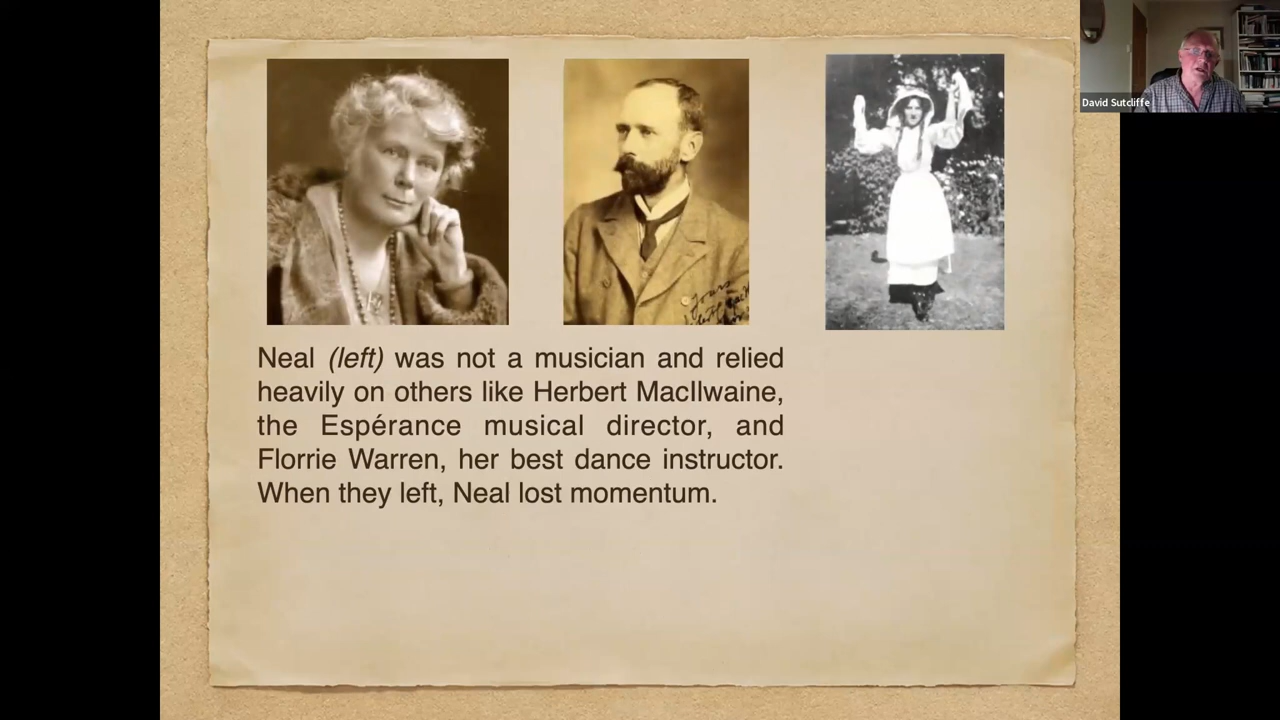 David Sutcliffe
Yours
Neal (left) was not a musician and relied
heavily on others like Herbert MacIlwaine,
the Espérance musical director, and
Florrie Warren, her best dance instructor.
When they left, Neal lost momentum.